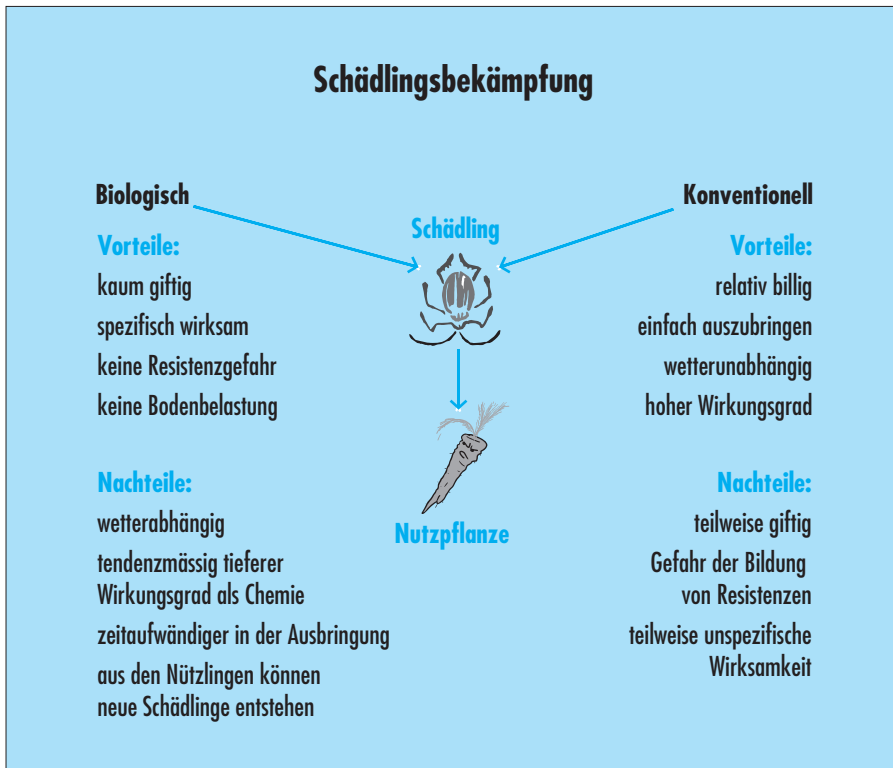 Schädlingsbekämpfung
Biologisch
Vorteile:
kaum giftig
spezifisch wirksam
keine Resistenzgefahr
keine Bodenbelastung
Nachteile:
wetterabhängig
tendenzmässig tieferer
Wirkungsgrad als Chemie
zeitaufwändiger in der Ausbringung
aus den Nützlingen können
neue Schädlinge entstehen
Schädling
Nutzpflanze
Konventionell
Vorteile:
relativ billig
einfach auszubringen
wetterunabhängig
hoher Wirkungsgrad
Nachteile:
teilweise giftig
Gefahr der Bildung
von Resistenzen
teilweise unspezifische
Wirksamkeit